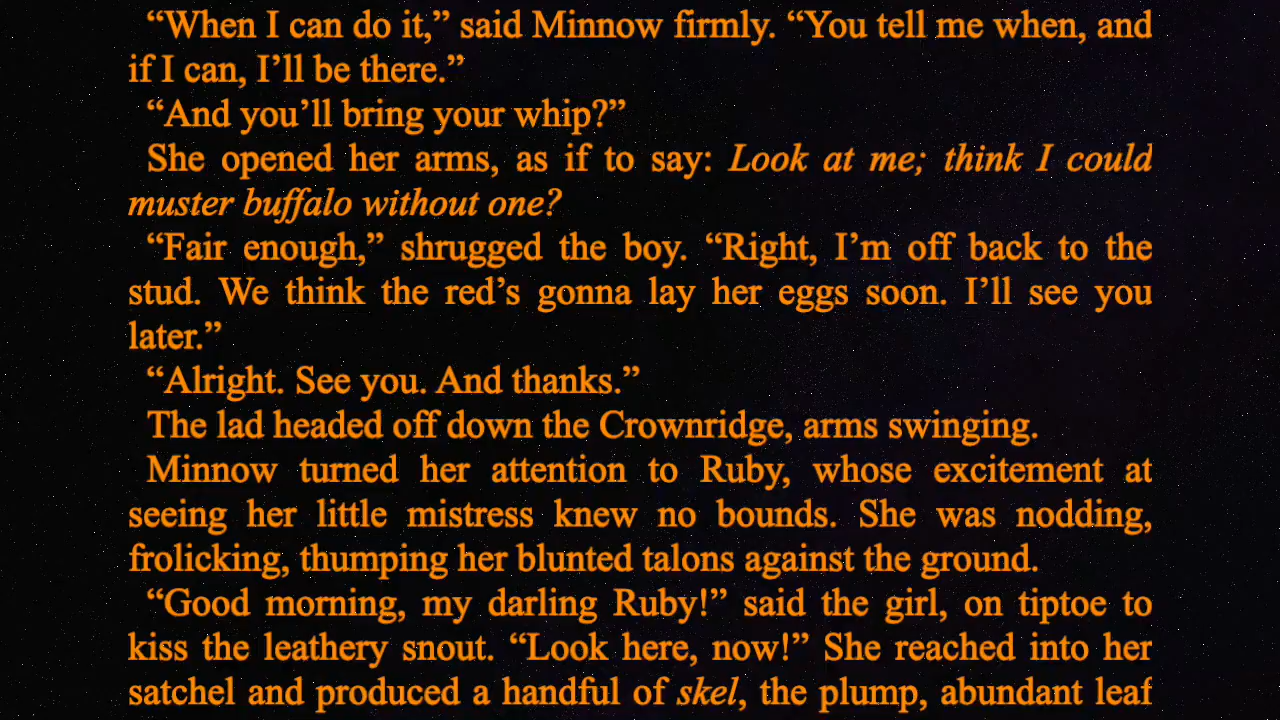 “When I can do it,” said Minnow firmly. “You tell me when, and
if I can, I’ll be there.”
“And you’ll bring your whip?”
She opened her arms, as if to say: Look at me; think I could
muster buffalo without one?
“Fair enough,” shrugged the boy. “Right, I’m off back to the
stud. We think the red’s gonna lay her eggs soon. I’ll see you
later.”
“Alright. See you. And thanks.”
The lad headed off down the Crownridge, arms swinging.
Minnow turned her attention to Ruby, whose excitement at
seeing her little mistress knew no bounds. She was nodding,
frolicking, thumping her blunted talons against the ground.
“Good morning, my darling Ruby!” said the girl, on tiptoe to
kiss the leathery snout. “Look here, now!” She reached into her
satchel and produced a handful of skel, the plump, abundant leaf